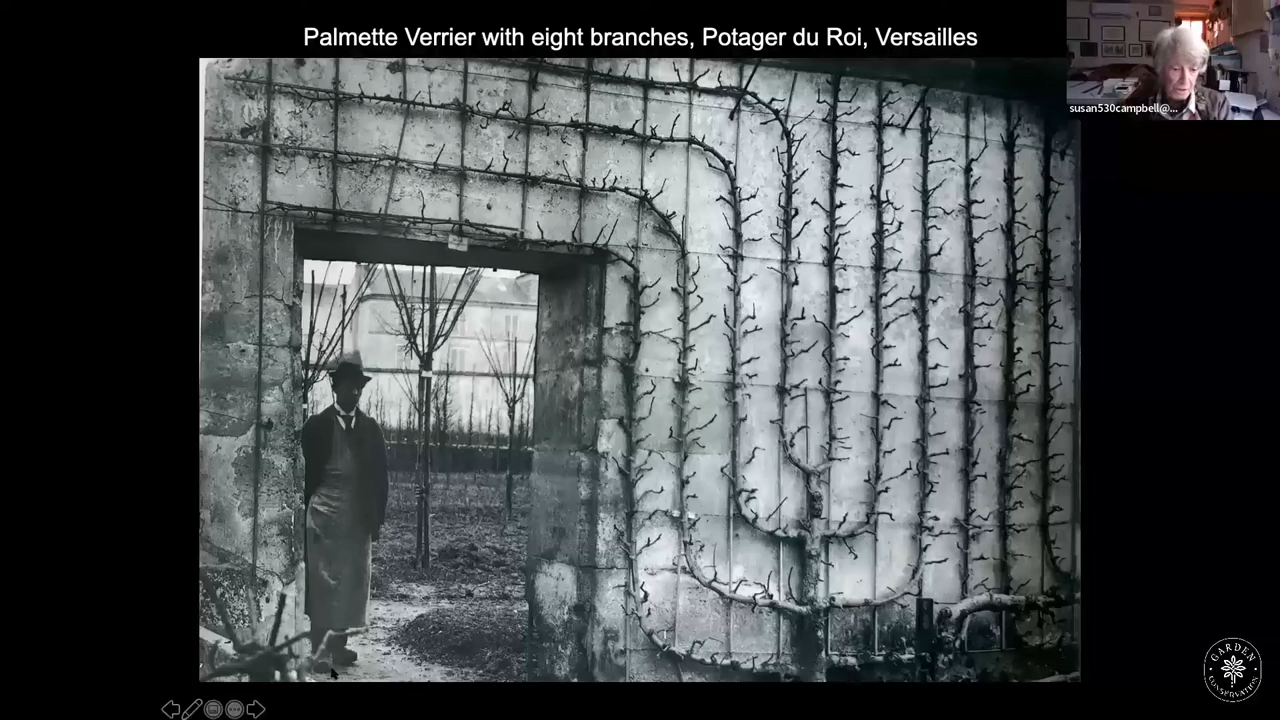 Palmette Verrier with eight branches, Potager du Roi, Versailles
susan530campbell@...
GARDEN
CONSERVATION